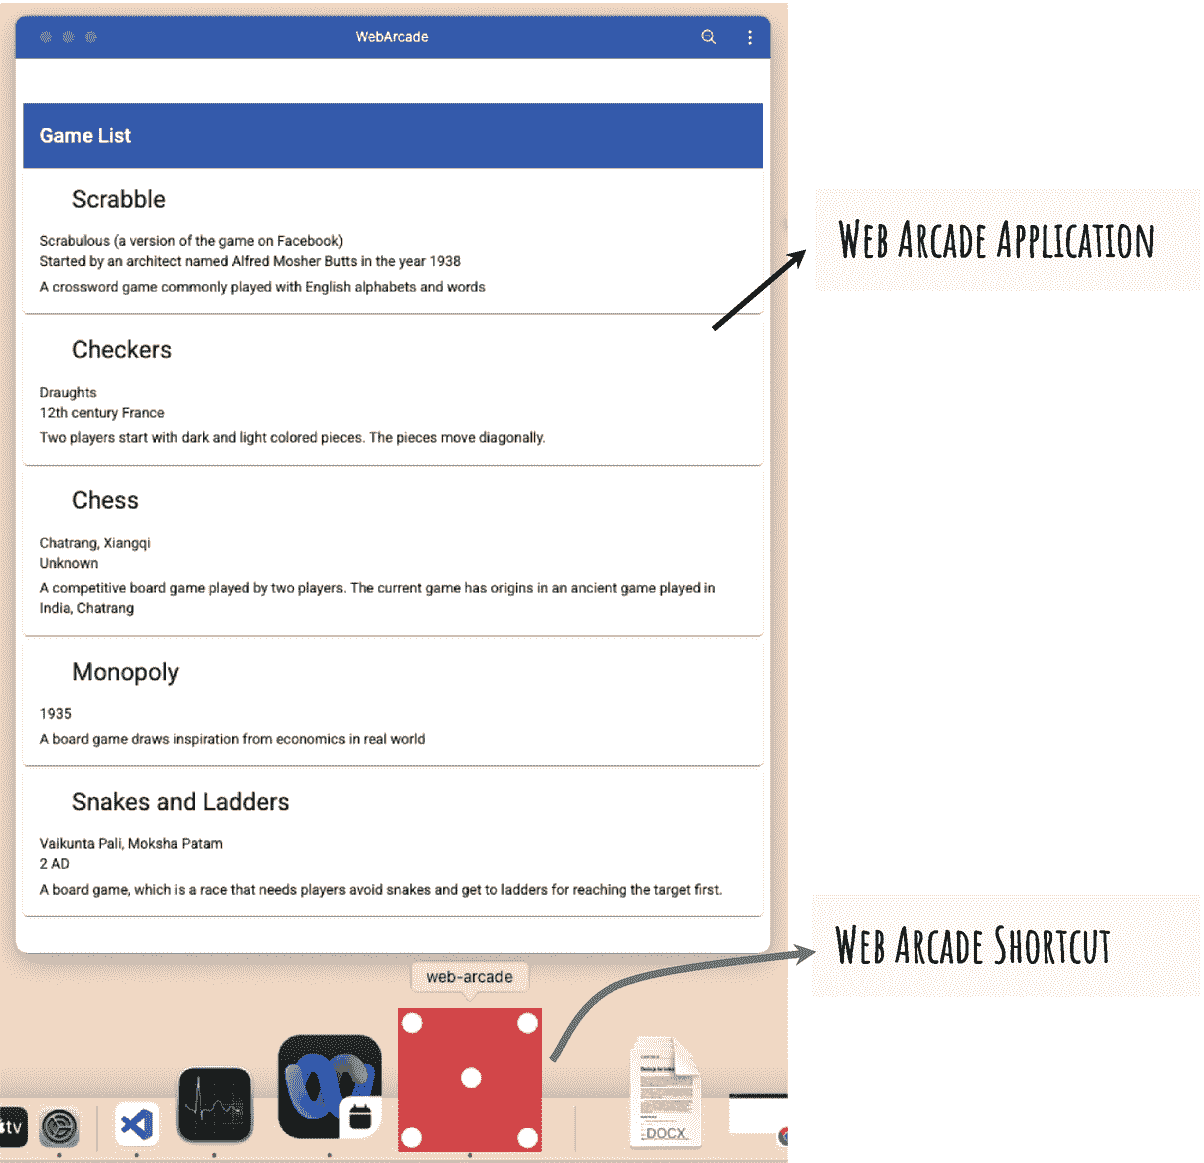 WebArcade
Game List
Scrabble
Scrabulous (a version of the game on Facebook)
Started by an architect named Alfred Mosher Butts in the year 1938
A crossword game commonly played with English alphabets and words
Checkers
Draughts
12th century France
Two players start with dark and light colored pieces. The pieces move diagonally.
Chess
Chatrang, Xiangqi
Unknown
A competitive board game played by two players. The current game has origins in an ancient game played in
India, Chatrang
Monopoly
1935
A board game draws inspiration from economics in real world
Snakes and Ladders
Vaikunta Pali, Moksha Patam
2 AD
A board game, which is a race that needs players avoid snakes and get to ladders for reaching the target first.
Web Arcade Application
Web Arcade Shortcut
web-arcade
tv
DOCX